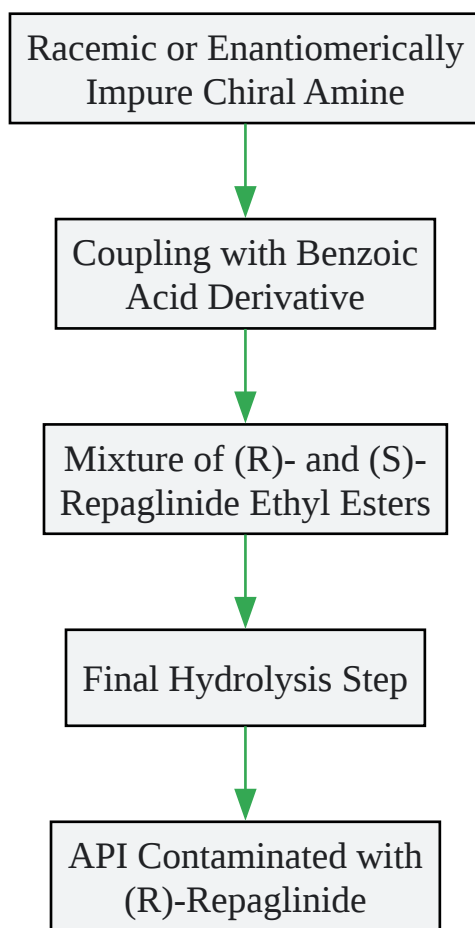 Racemic or Enantiomerically
Impure Chiral Amine
Coupling with Benzoic
Acid Derivative
Mixture of (R)- and (S)-
Repaglinide Ethyl Esters
Final Hydrolysis Step
API Contaminated with
(R)-Repaglinide